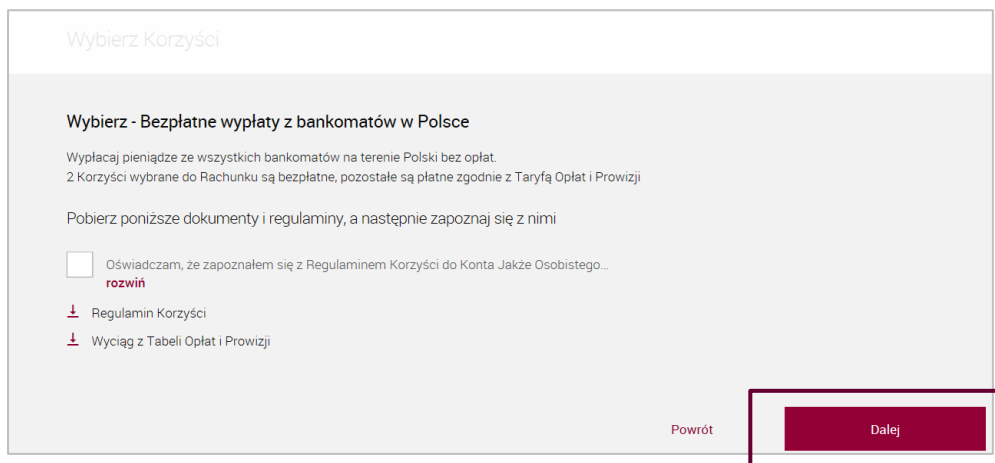 Wybierz Korzyści
Wybierz - Bezpłatne wypłaty z bankomatów w Polsce
Wypłacaj pieniądze ze wszystkich bankomatów na terenie Polski bez opłat.
2 Korzyści wybrane do Rachunku są bezpłatne, pozostałe są płatne zgodnie z Taryfą Opłat i Prowizji
Pobierz poniższe dokumenty i regulaminy, a następnie zapoznaj się z nimi
Oświadczam, że zapoznałem się z Regulaminem Korzyści do Konta Jakże Osobistego...
rozwiń
Regulamin Korzyści
Wyciąg z Tabeli Opłat i Prowizji
Powrót
Dalej